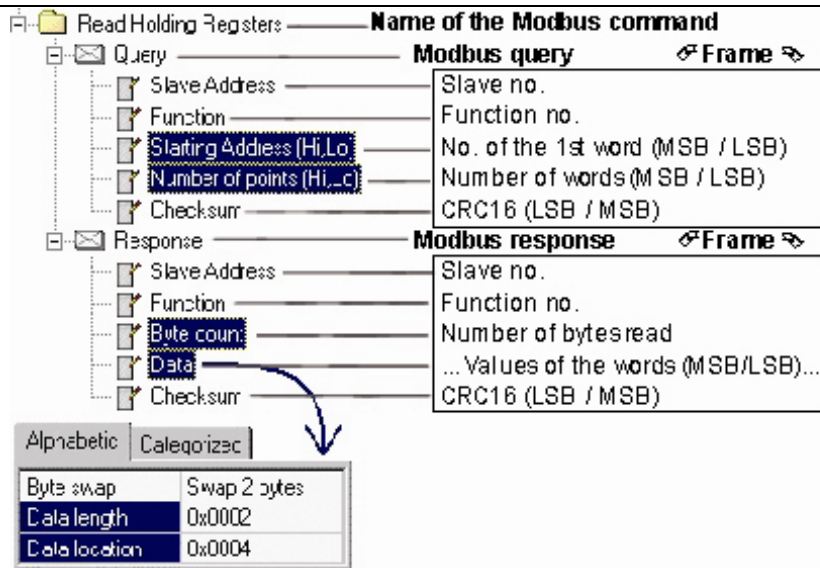 Read Holding Registers Name of the Modbus command
Query Modbus query Frame
Slave Address Slave no.
Function Function no.
Starting Address (Hi,Lo) No. of the 1st word (MSB / LSB)
Number of points (Hi,Lo) Number of words (MSB / LSB)
Checksum CRC16 (LSB / MSB)
Response Modbus response Frame
Slave Address Slave no.
Function Function no.
Byte count Number of bytes read
Data ... Values of the words (MSB/LSB)...
Checksum CRC16 (LSB / MSB)
Alphabetic Categorized
Byte swap Swap 2 bytes
Data length 0x0002
Data location 0x0004